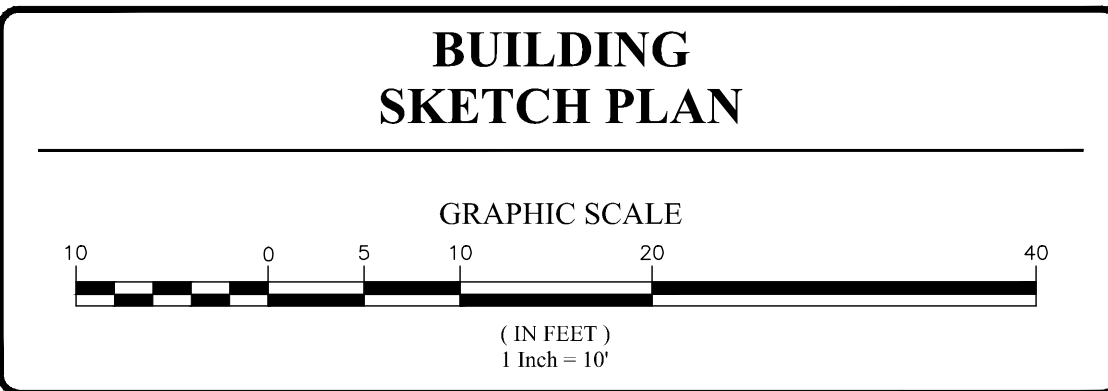 BUILDING
SKETCH PLAN
GRAPHIC SCALE
10 0 5 10 20 40
( IN FEET )
1 Inch = 10'